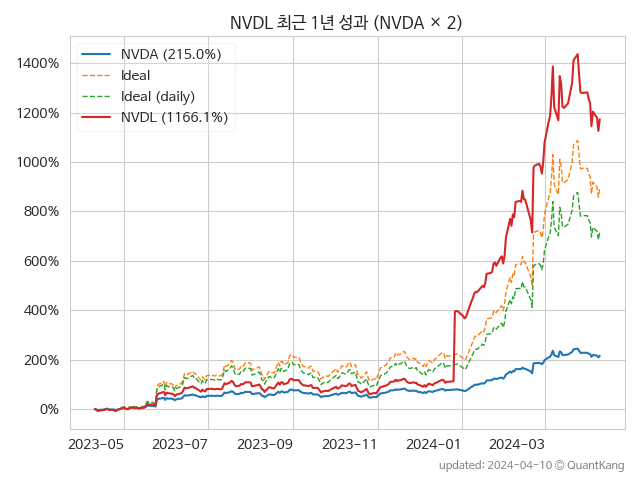 NVDL 최근 1년 성과 (NVDA × 2)
NVDA (215.0%)
Ideal
Ideal (daily)
NVDL (1166.1%)
1400%
1200%
1000%
800%
600%
400%
200%
0%
2023-05 2023-07 2023-09 2023-11 2024-01 2024-03
updated: 2024-04-10 © QuantKang